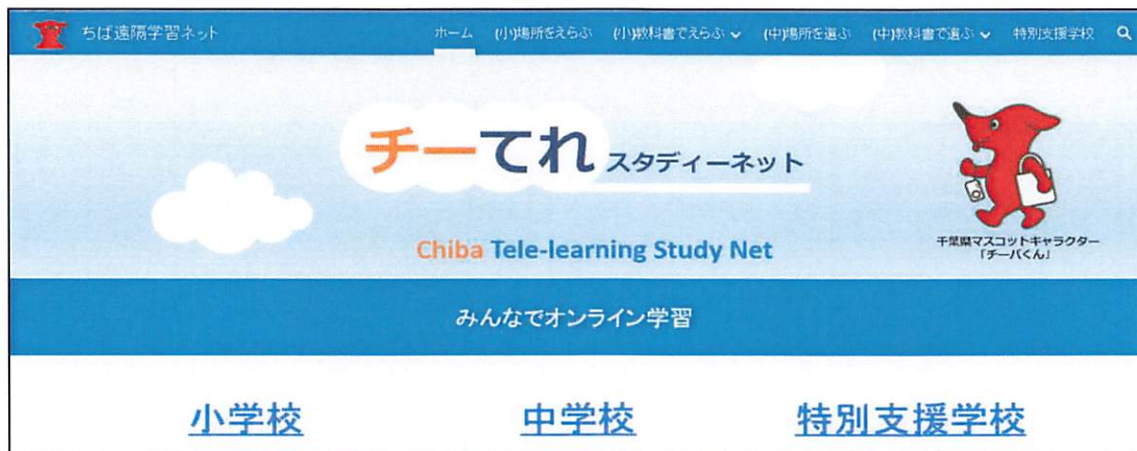 ちば遠隔学習ネット ホーム (小)場所をえらぶ (小)教科書でえらぶ (中)場所を選ぶ (中)教科書で選ぶ 特別支援学校
チーてれ スタディーネット
Chiba Tele-learning Study Net
千葉県マスコットキャラクター
「チーバくん」
みんなでオンライン学習
小学校 中学校 特別支援学校